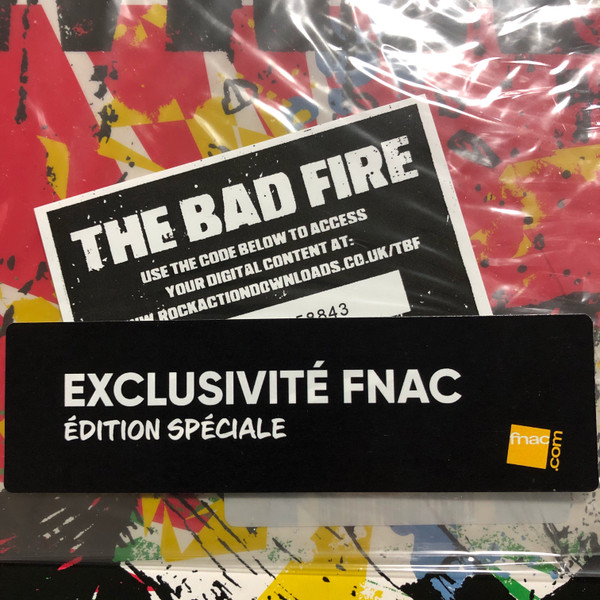 THE BAD FIRE
USE THE CODE BELOW TO ACCESS
YOUR DIGITAL CONTENT AT:
WWW.ROCKACTIONDOWNLOADS.CO.UK/TBF
58843
EXCLUSIVITÉ FNAC
ÉDITION SPÉCIALE
fnac
.com